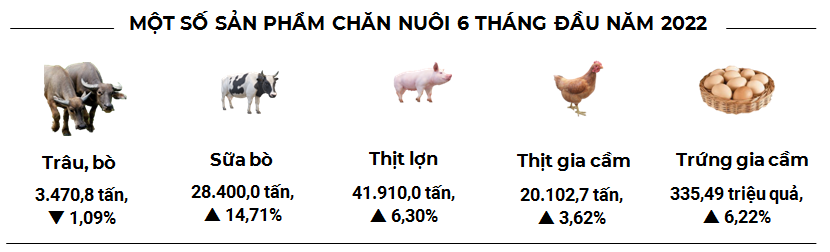 MỘT SỐ SẢN PHẨM CHĂN NUÔI 6 THÁNG ĐẦU NĂM 2022
Trâu, bò
3.470,8 tấn,
▼ 1,09%
Sữa bò
28.400,0 tấn,
▲ 14,71%
Thịt lợn
41.910,0 tấn,
▲ 6,30%
Thịt gia cầm
20.102,7 tấn,
▲ 3,62%
Trứng gia cầm
335,49 triệu quả,
▲ 6,22%